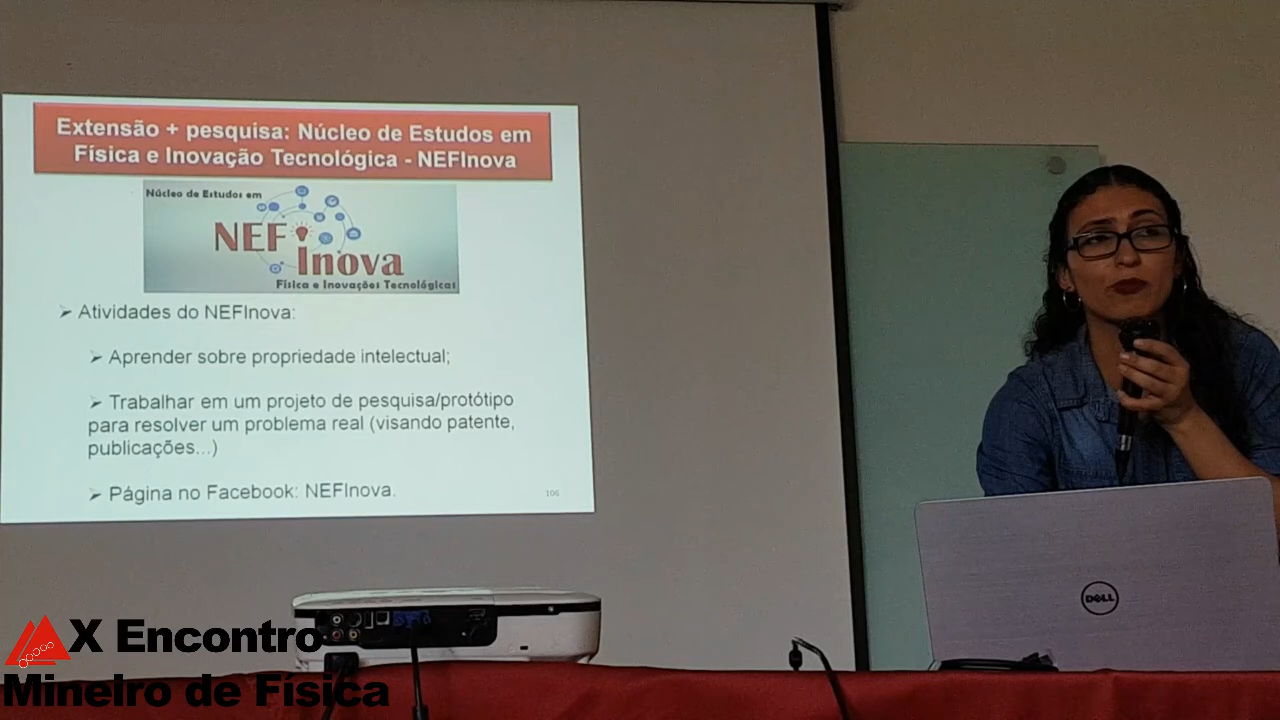 Extensão + pesquisa: Núcleo de Estudos em
Física e Inovação Tecnológica - NEFInova
Núcleo de Estudos em
NEF
Inova
Física e Inovações Tecnológicas
➢ Atividades do NEFInova:
➢ Aprender sobre propriedade intelectual;
➢ Trabalhar em um projeto de pesquisa/protótipo
para resolver um problema real (visando patente,
publicações...)
➢ Página no Facebook: NEFInova.
106
DELL
X Encontro
Mineiro de Física